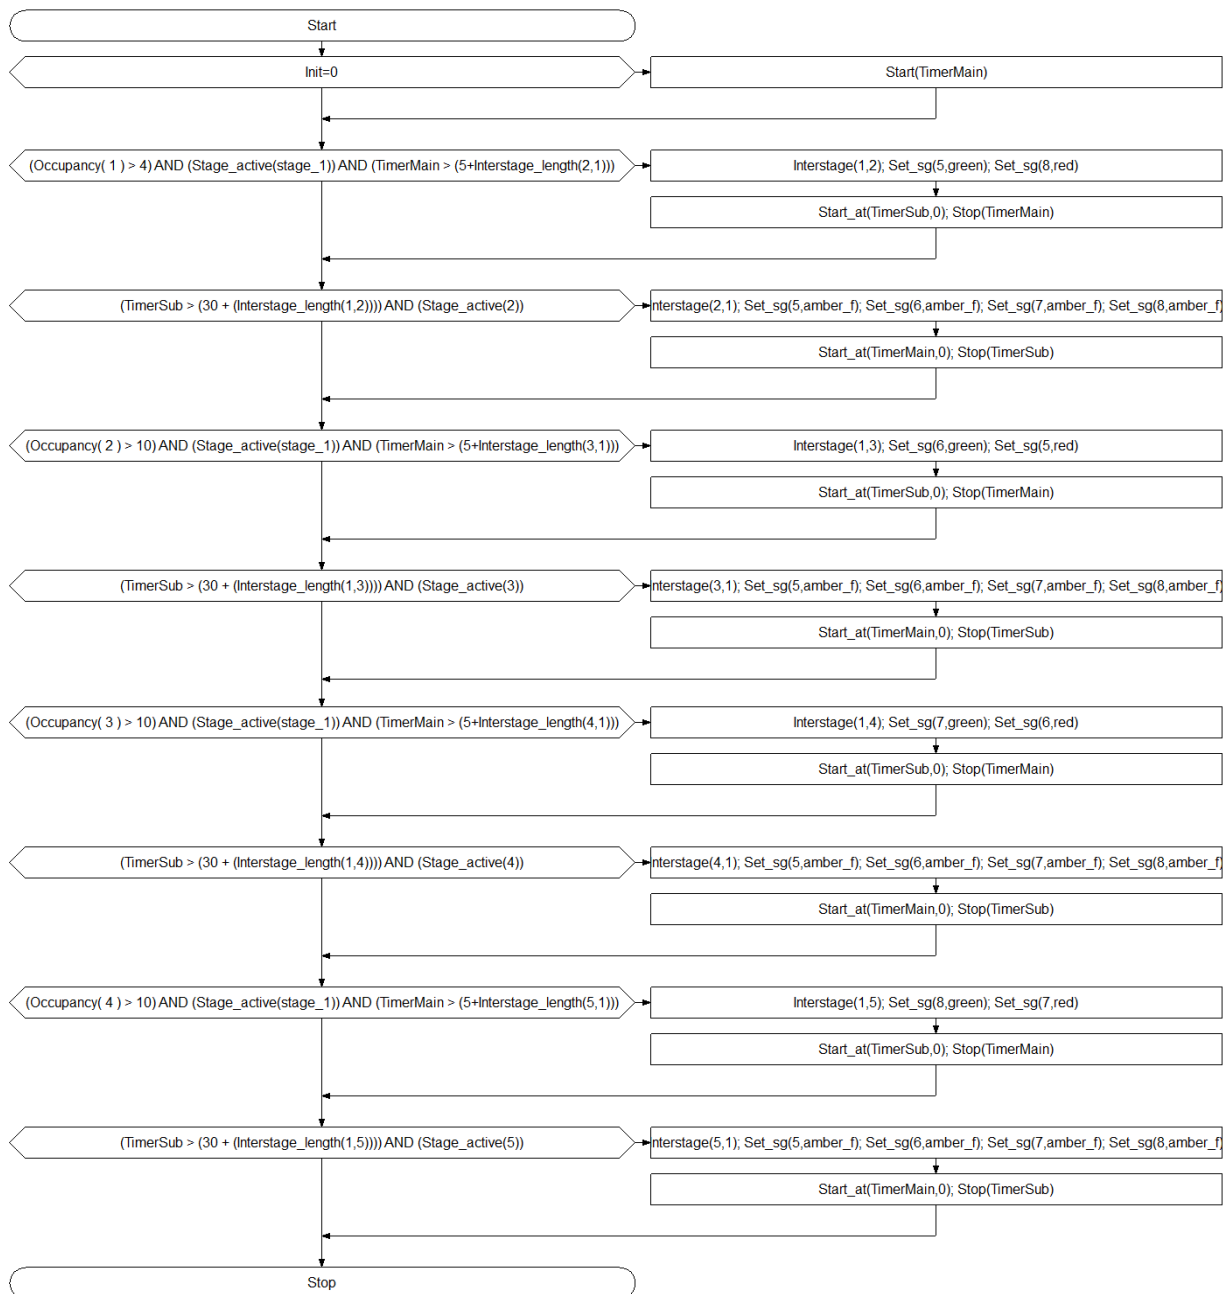 Start
Init=0
Start(TimerMain)
(Occupancy( 1 ) > 4) AND (Stage_active(stage_1)) AND (TimerMain > (5+Interstage_length(2,1)))
Interstage(1,2); Set_sg(5,green); Set_sg(8,red)
Start_at(TimerSub,0); Stop(TimerMain)
(TimerSub > (30 + (Interstage_length(1,2)))) AND (Stage_active(2))
nterstage(2,1); Set_sg(5,amber_f); Set_sg(6,amber_f); Set_sg(7,amber_f); Set_sg(8,amber_f)
Start_at(TimerMain,0); Stop(TimerSub)
(Occupancy( 2 ) > 10) AND (Stage_active(stage_1)) AND (TimerMain > (5+Interstage_length(3,1)))
Interstage(1,3); Set_sg(6,green); Set_sg(5,red)
Start_at(TimerSub,0); Stop(TimerMain)
(TimerSub > (30 + (Interstage_length(1,3)))) AND (Stage_active(3))
nterstage(3,1); Set_sg(5,amber_f); Set_sg(6,amber_f); Set_sg(7,amber_f); Set_sg(8,amber_f)
Start_at(TimerMain,0); Stop(TimerSub)
(Occupancy( 3 ) > 10) AND (Stage_active(stage_1)) AND (TimerMain > (5+Interstage_length(4,1)))
Interstage(1,4); Set_sg(7,green); Set_sg(6,red)
Start_at(TimerSub,0); Stop(TimerMain)
(TimerSub > (30 + (Interstage_length(1,4)))) AND (Stage_active(4))
nterstage(4,1); Set_sg(5,amber_f); Set_sg(6,amber_f); Set_sg(7,amber_f); Set_sg(8,amber_f)
Start_at(TimerMain,0); Stop(TimerSub)
(Occupancy( 4 ) > 10) AND (Stage_active(stage_1)) AND (TimerMain > (5+Interstage_length(5,1)))
Interstage(1,5); Set_sg(8,green); Set_sg(7,red)
Start_at(TimerSub,0); Stop(TimerMain)
(TimerSub > (30 + (Interstage_length(1,5)))) AND (Stage_active(5))
nterstage(5,1); Set_sg(5,amber_f); Set_sg(6,amber_f); Set_sg(7,amber_f); Set_sg(8,amber_f)
Start_at(TimerMain,0); Stop(TimerSub)
Stop